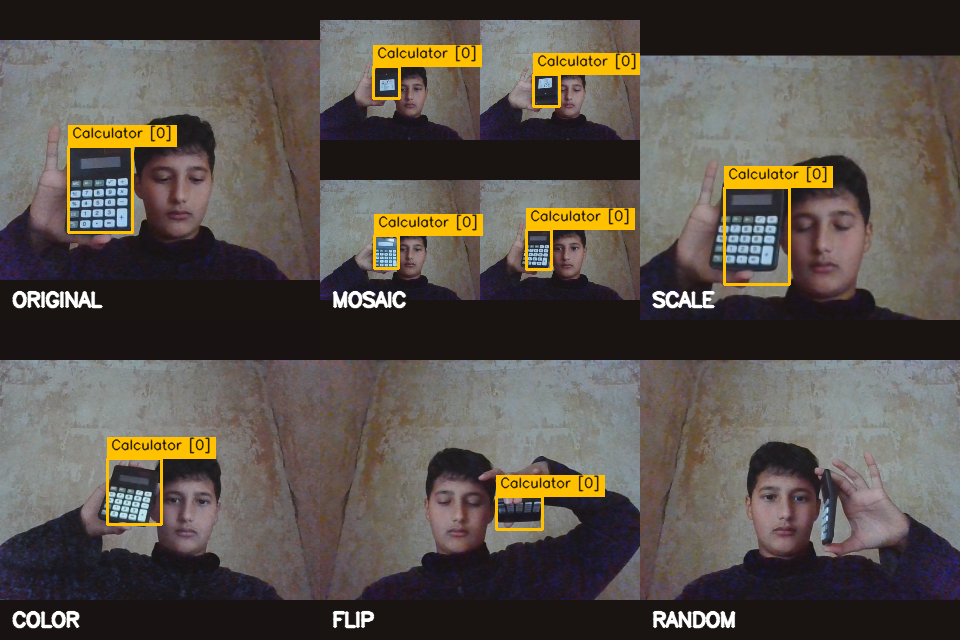 Calculator [0]
ORIGINAL
Calculator [0]
Calculator [0]
Calculator [0]
Calculator [0]
MOSAIC
Calculator [0]
SCALE
Calculator [0]
COLOR
Calculator [0]
FLIP
RANDOM